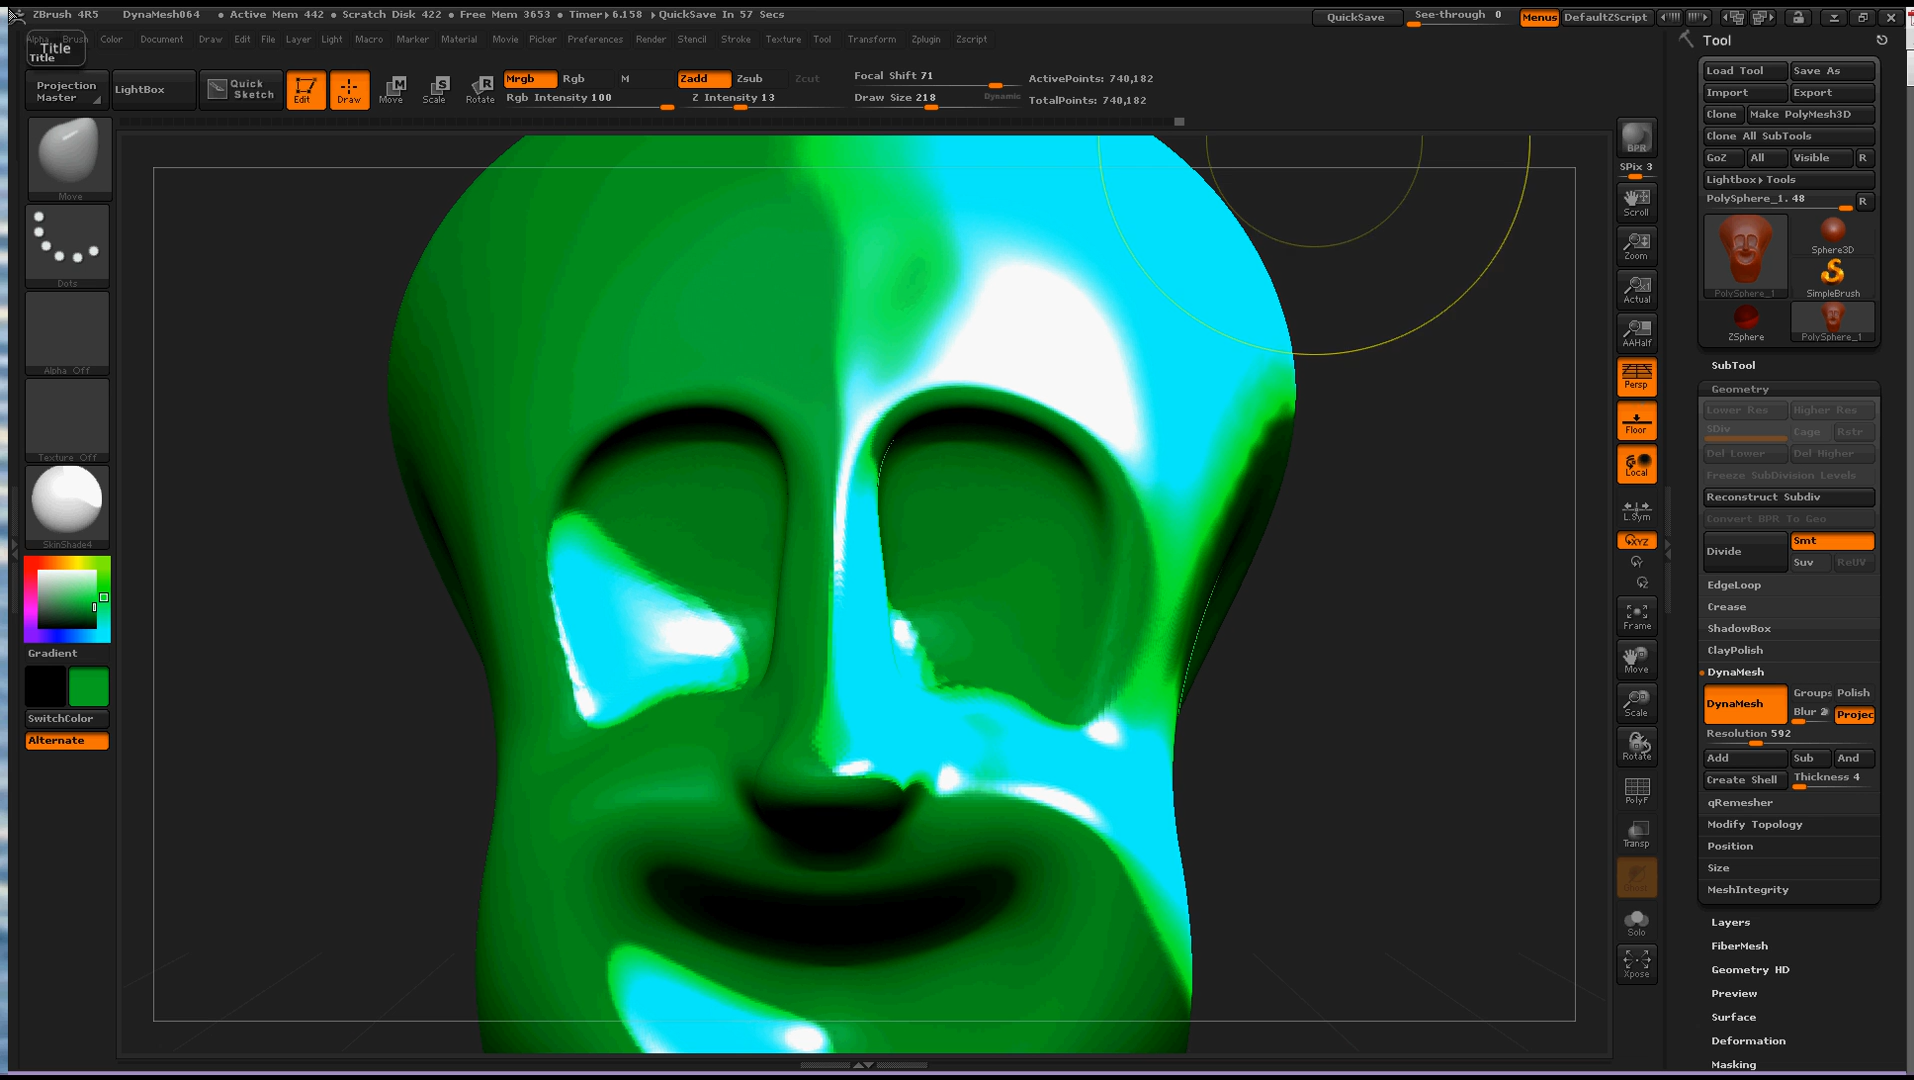 ZBrush 4R5 DynaMesh064 • Active Mem 442 • Scratch Disk 422 • Free Mem 3653 • Timer▸6.158 ▸QuickSave In 57 Secs QuickSave See-through 0 Menus DefaultZScript
Alpha Brush Color Document Draw Edit File Layer Light Macro Marker Material Movie Picker Preferences Render Stencil Stroke Texture Tool Transform Zplugin Zscript
Title
Title
Projection Master
LightBox
Quick Sketch
Edit
Draw
Move
Scale
Rotate
Mrgb Rgb M
Rgb Intensity 100
Zadd Zsub Zcut
Z Intensity 13
Focal Shift 71
Draw Size 218 Dynamic
ActivePoints: 740,182
TotalPoints: 740,182
Move
Dots
Alpha Off
Texture Off
SkinShade4
Gradient
SwitchColor
Alternate
BPR
SPix 3
Scroll
Zoom
Actual
AAHalf
Persp
Floor
Local
L.Sym
XYZ
Y
Z
Frame
Move
Scale
Rotate
PolyF
Transp
Ghost
Solo
Xpose
Tool
Load Tool Save As
Import Export
Clone Make PolyMesh3D
Clone All SubTools
GoZ All Visible R
Lightbox▸Tools
PolySphere_1. 48 R
PolySphere_1
Sphere3D
SimpleBrush
ZSphere
PolySphere_1
SubTool
Geometry
Lower Res Higher Res
SDiv Cage Rstr
Del Lower Del Higher
Freeze SubDivision Levels
Reconstruct Subdiv
Convert BPR To Geo
Divide
Smt
Suv ReUV
EdgeLoop
Crease
ShadowBox
ClayPolish
DynaMesh
DynaMesh
Groups Polish
Blur 2 Projec
Resolution 592
Add Sub And
Create Shell Thickness 4
qRemesher
Modify Topology
Position
Size
MeshIntegrity
Layers
FiberMesh
Geometry HD
Preview
Surface
Deformation
Masking